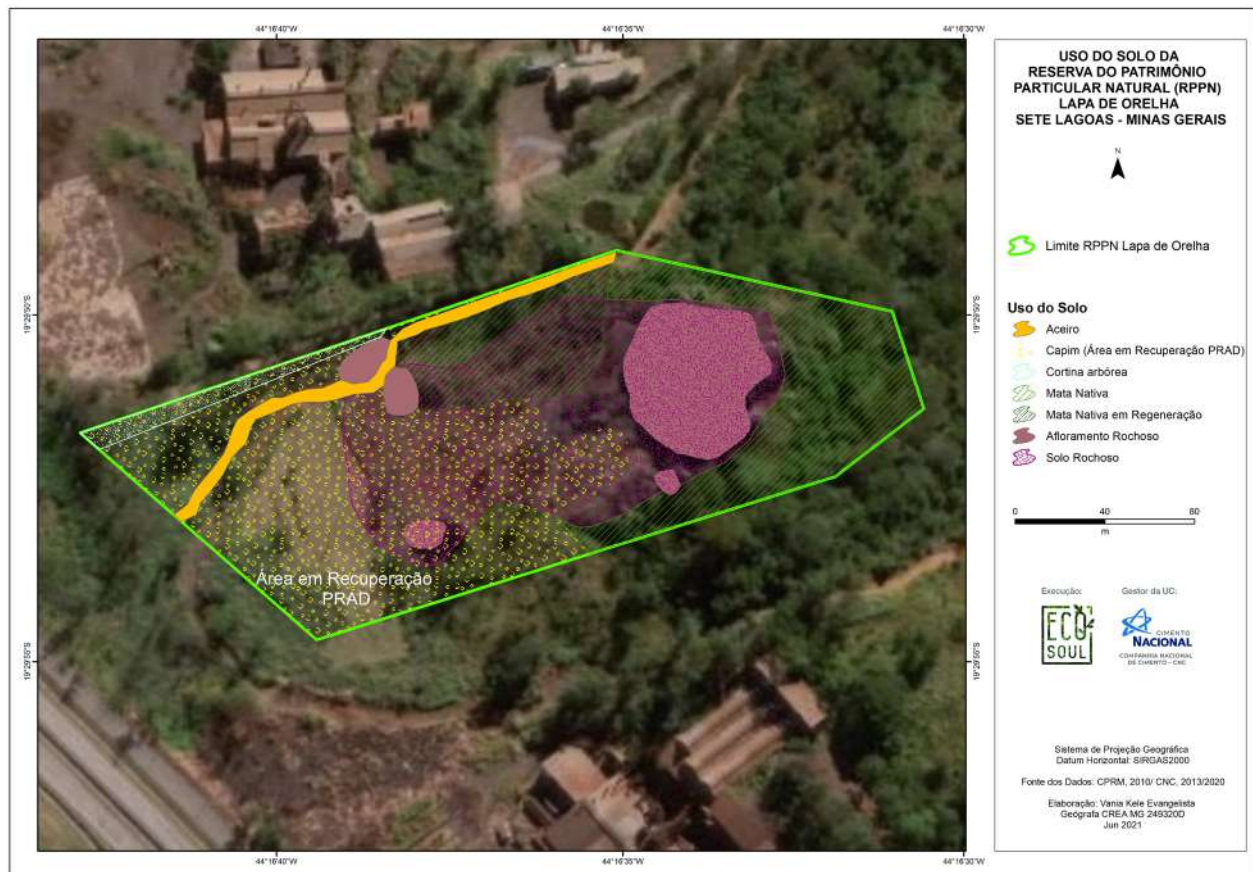 44°16'40"W
44°16'35"W
44°16'30"W
USO DO SOLO DA
RESERVA DO PATRIMÔNIO
PARTICULAR NATURAL (RPPN)
LAPA DE ORELHA
SETE LAGOAS - MINAS GERAIS
N
Limite RPPN Lapa de Orelha
Uso do Solo
Aceiro
Capim (Área em Recuperação PRAD)
Cortina arbórea
Mata Nativa
Mata Nativa em Regeneração
Afloramento Rochoso
Solo Rochoso
0 40 80
m
Área em Recuperação
PRAD
Execução:
Gestor da UC:
ECO
SOUL
CIMENTO
NACIONAL
COMPANHIA NACIONAL
DE CIMENTO - CNC
Sistema de Projeção Geográfica
Datum Horizontal: SIRGAS2000
Fonte dos Dados: CPRM, 2010/ CNC, 2013/2020
Elaboração: Vania Kele Evangelista
Geógrafa CREA MG 249320D
Jun 2021
44°16'40"W
44°16'35"W
44°16'30"W